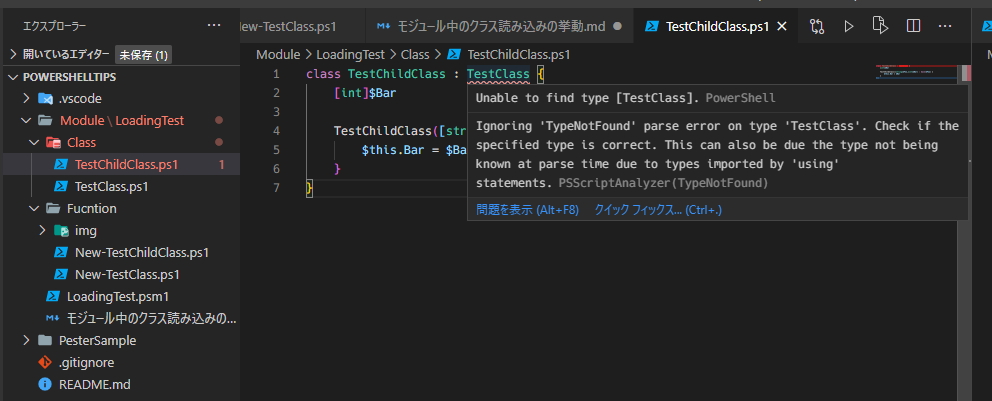 エクスプローラー
開いているエディター 未保存 (1)
POWERSHELLTIPS
.vscode
Module \ LoadingTest
Class
TestChildClass.ps1 1
TestClass.ps1
Fucntion
img
New-TestChildClass.ps1
New-TestClass.ps1
LoadingTest.psm1
モジュール中のクラス読み込みの...
PesterSample
.gitignore
README.md
New-TestClass.ps1 モジュール中のクラス読み込みの挙動.md TestChildClass.ps1
Module > LoadingTest > Class > TestChildClass.ps1
1 class TestChildClass : TestClass {
2 [int]$Bar
3
4 TestChildClass([str
5 $this.Bar = $Ba
6 }
7 }
Unable to find type [TestClass]. PowerShell
Ignoring 'TypeNotFound' parse error on type 'TestClass'. Check if the
specified type is correct. This can also be due the type not being
known at parse time due to types imported by 'using'
statements. PSScriptAnalyzer(TypeNotFound)
問題を表示 (Alt+F8) クイック フィックス... (Ctrl+.)